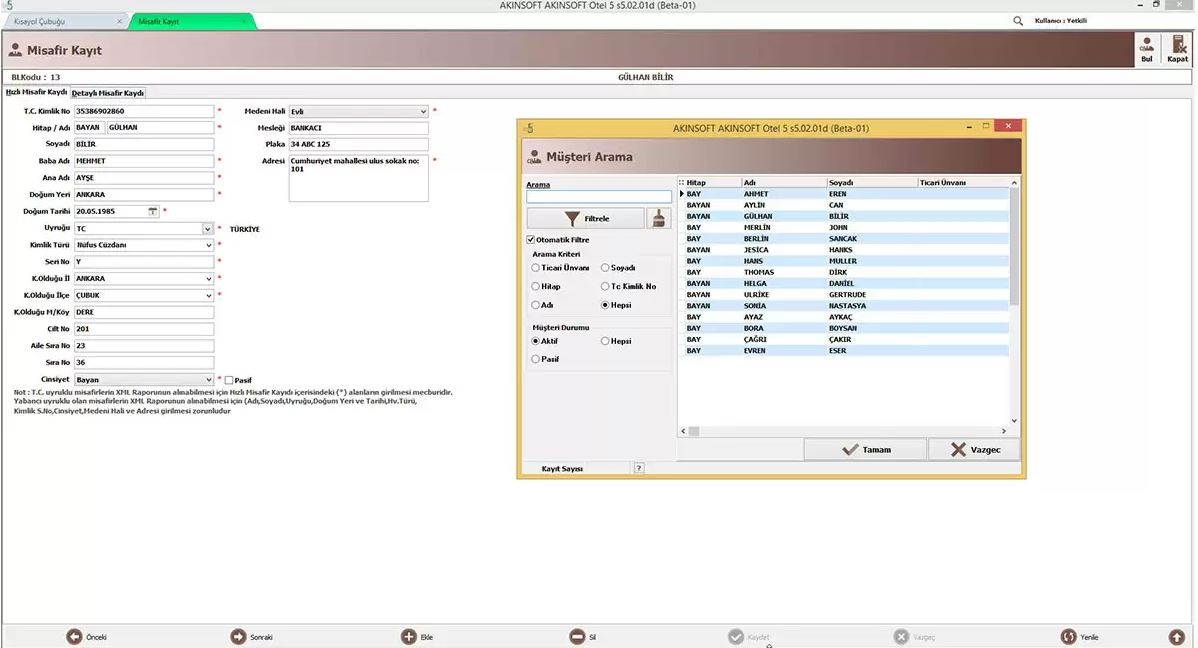 5
AKINSOFT AKINSOFT Otel 5 s5.02.01d (Beta-01)
Kısayol Çubuğu
Misafir Kayıt
Kullanıcı : Yetkili
Misafir Kayıt
Bul
Kapat
BLKodu : 13
GÜLHAN BİLİR
Hızlı Misafir Kaydı
Detaylı Misafir Kaydı
T.C. Kimlik No 35386902860 *
Hitap / Adı BAYAN GÜLHAN *
Soyadı BİLİR *
Baba Adı MEHMET *
Ana Adı AYŞE *
Doğum Yeri ANKARA *
Doğum Tarihi 20.05.1985 *
Uyruğu TC * TÜRKİYE
Kimlik Türü Nüfus Cüzdanı *
Seri No Y *
K.Olduğu İl ANKARA *
K.Olduğu İlçe ÇUBUK *
K.Olduğu M/Köy DERE
Cilt No 201
Aile Sıra No 23
Sıra No 36
Cinsiyet Bayan * Pasif
Medeni Hali Evli *
Mesleği BANKACI
Plaka 34 ABC 125
Adresi Cumhuriyet mahallesi ulus sokak no: *
101
Not : T.C. uyruklu misafirlerin XML Raporunun alınabilmesi için Hızlı Misafir Kayıdı içerisindeki (*) alanların girilmesi mecburidir.
Yabancı uyruklu olan misafirlerin XML Raporunun alınabilmesi için (Adı,Soyadı,Uyruğu,Doğum Yeri ve Tarihi,Hv.Türü,
Kimlik S.No,Cinsiyet,Medeni Hali ve Adresi girilmesi zorunludur
5
AKINSOFT AKINSOFT Otel 5 s5.02.01d (Beta-01)
Müşteri Arama
Arama
Filtrele
Otomatik Filtre
Arama Kriteri
Ticari Ünvanı Soyadı
Hitap Tc Kimlik No
Adı Hepsi
Müşteri Durumu
Aktif Hepsi
Pasif
Hitap Adı Soyadı Ticari Ünvanı
BAY AHMET EREN
BAYAN AYLİN CAN
BAYAN GÜLHAN BİLİR
BAY MERLİN JOHN
BAY BERLİN SANCAK
BAYAN JESİCA HANKS
BAY HANS MULLER
BAY THOMAS DİRK
BAYAN HELGA DANİEL
BAYAN ULRİKE GERTRUDE
BAYAN SONİA NASTASYA
BAY AYAZ AYKAÇ
BAY BORA BOYSAN
BAY ÇAĞRI ÇAKIR
BAY EVREN ESER
Tamam
Vazgeç
Kayıt Sayısı
?
Önceki
Sonraki
Ekle
Sil
Kaydet
Vazgeç
Yenile